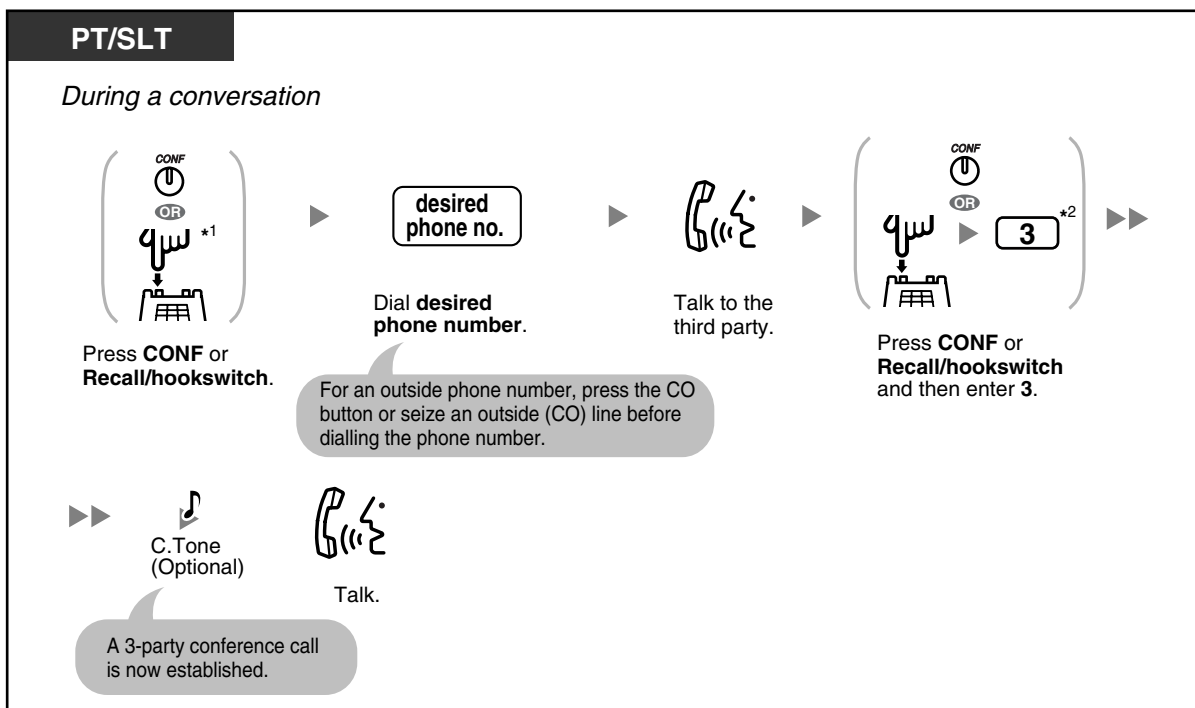 PT/SLT
During a conversation
CONF
OR
*1
Press CONF or
Recall/hookswitch.
desired
phone no.
Dial desired
phone number.
For an outside phone number, press the CO
button or seize an outside (CO) line before
dialling the phone number.
Talk to the
third party.
CONF
OR
3
*2
Press CONF or
Recall/hookswitch
and then enter 3.
C.Tone
(Optional)
A 3-party conference call
is now established.
Talk.